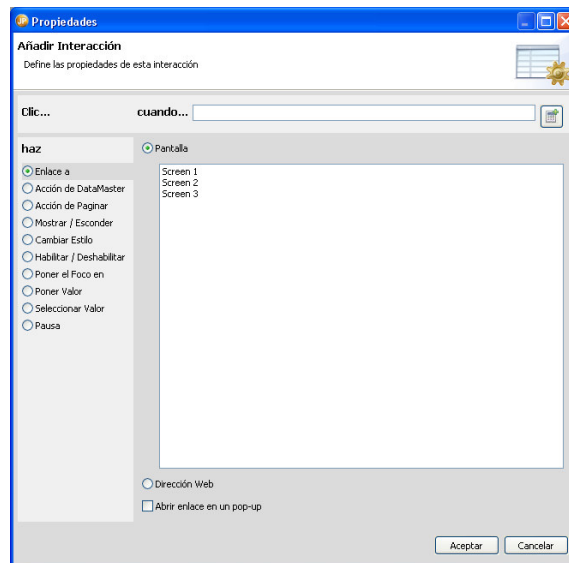 Propiedades
Añadir Interacción
Define las propiedades de esta interacción
Clic... cuando...
haz
Pantalla
Enlace a
Acción de DataMaster
Acción de Paginar
Mostrar / Esconder
Cambiar Estilo
Habilitar / Deshabilitar
Poner el Foco en
Poner Valor
Seleccionar Valor
Pausa
Screen 1
Screen 2
Screen 3
Dirección Web
Abrir enlace en un pop-up
Aceptar Cancelar